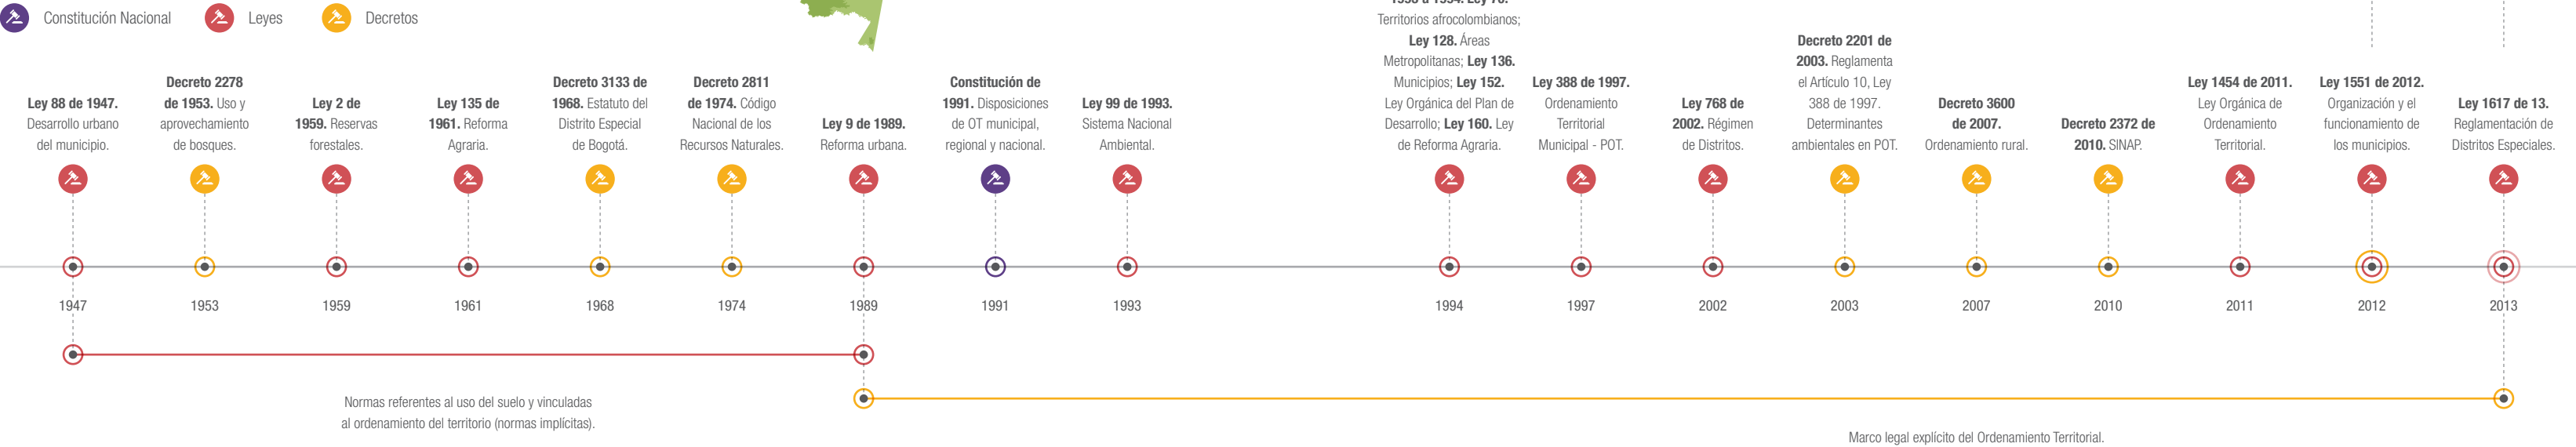 Constitución Nacional
Leyes
Decretos
Ley 88 de 1947.
Desarrollo urbano
del municipio.
Decreto 2278
de 1953. Uso y
aprovechamiento
de bosques.
Ley 2 de
1959. Reservas
forestales.
Ley 135 de
1961. Reforma
Agraria.
Decreto 3133 de
1968. Estatuto del
Distrito Especial
de Bogotá.
Decreto 2811
de 1974. Código
Nacional de los
Recursos Naturales.
Ley 9 de 1989.
Reforma urbana.
Constitución de
1991. Disposiciones
de OT municipal,
regional y nacional.
Ley 99 de 1993.
Sistema Nacional
Ambiental.
Territorios afrocolombianos;
Ley 128. Áreas
Metropolitanas; Ley 136.
Municipios; Ley 152.
Ley Orgánica del Plan de
Desarrollo; Ley 160. Ley
de Reforma Agraria.
Ley 388 de 1997.
Ordenamiento
Territorial
Municipal - POT.
Ley 768 de
2002. Régimen
de Distritos.
Decreto 2201 de
2003. Reglamenta
el Artículo 10, Ley
388 de 1997.
Determinantes
ambientales en POT.
Decreto 3600
de 2007.
Ordenamiento rural.
Decreto 2372 de
2010. SINAP.
Ley 1454 de 2011.
Ley Orgánica de
Ordenamiento
Territorial.
Ley 1551 de 2012.
Organización y el
funcionamiento de
los municipios.
Ley 1617 de 13.
Reglamentación de
Distritos Especiales.
1947
1953
1959
1961
1968
1974
1989
1991
1993
1994
1997
2002
2003
2007
2010
2011
2012
2013
Normas referentes al uso del suelo y vinculadas
al ordenamiento del territorio (normas implícitas).
Marco legal explícito del Ordenamiento Territorial.